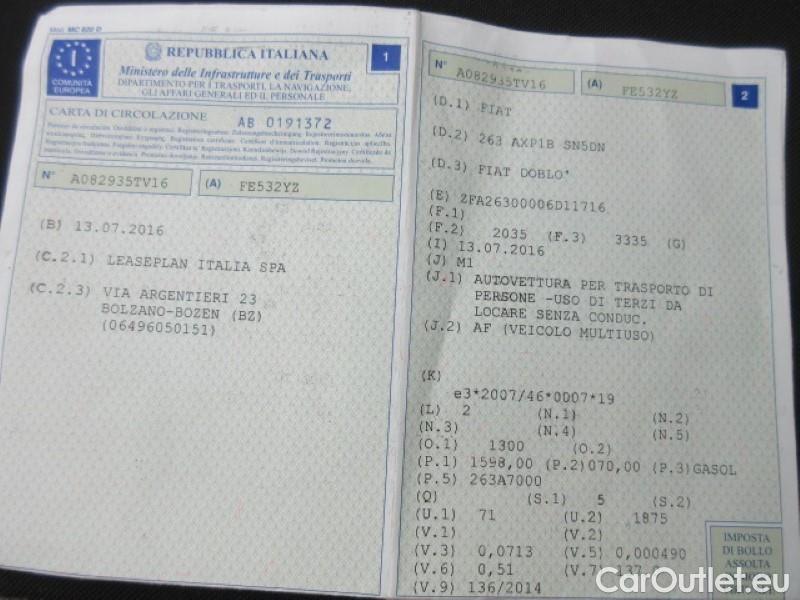 Mod. MC 820 D
I
COMUNITÀ
EUROPEA
REPUBBLICA ITALIANA
Ministero delle Infrastrutture e dei Trasporti
DIPARTIMENTO PER I TRASPORTI, LA NAVIGAZIONE,
GLI AFFARI GENERALI ED IL PERSONALE
1
CARTA DI CIRCOLAZIONE AB 0191372
N° A082935TV16 (A) FE532YZ
(B) 13.07.2016
(C.2.1) LEASEPLAN ITALIA SPA
(C.2.3) VIA ARGENTIERI 23
BOLZANO-BOZEN (BZ)
(06496050151)
N° A082935TV16 (A) FE532YZ 2
(D.1) FIAT
(D.2) 263 AXP1B SN5DN
(D.3) FIAT DOBLO'
(E) ZFA26300006D11716
(F.1)
(F.2) 2035 (F.3) 3335 (G)
(I) 13.07.2016
(J) M1
(J.1) AUTOVETTURA PER TRASPORTO DI
PERSONE -USO DI TERZI DA
LOCARE SENZA CONDUC.
(J.2) AF (VEICOLO MULTIUSO)
(K)
e3*2007/46*0007*19
(L) 2 (N.1) (N.2)
(N.3) (N.4) (N.5)
(O.1) 1300 (O.2)
(P.1) 1598,00 (P.2)070,00 (P.3)GASOL
(P.5) 263A7000
(Q) (S.1) 5 (S.2)
(U.1) 71 (U.2) 1875
(V.1) (V.2)
(V.3) 0,0713 (V.5) 0,000490
(V.6) 0,51 (V.7) 137,0
(V.9) 136/2014
IMPOSTA
DI BOLLO
ASSOLTA
CarOutlet.eu